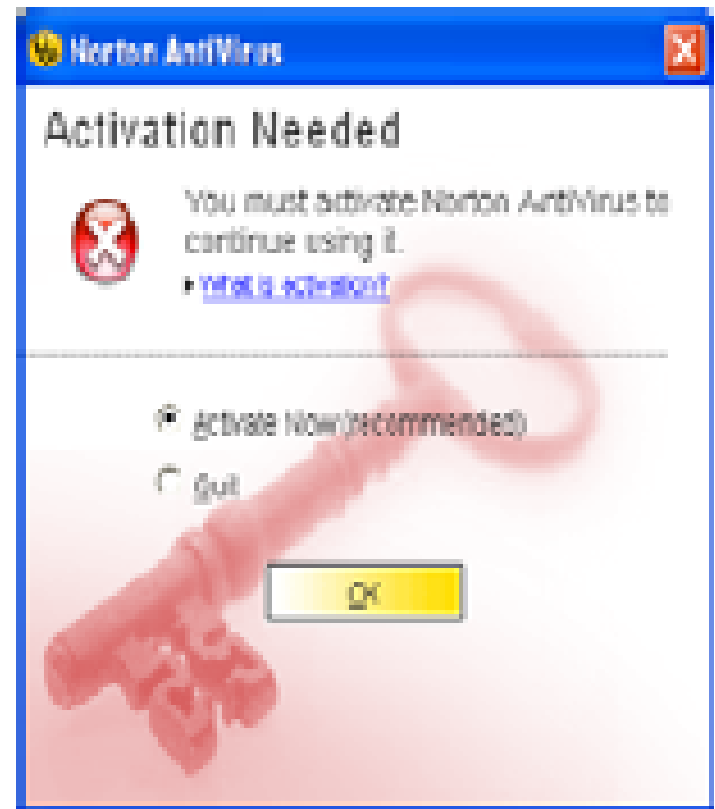 Norton AntiVirus
Activation Needed
You must activate Norton AntiVirus to
continue using it.
What is activation?
Activate Now(recommended)
Quit
OK